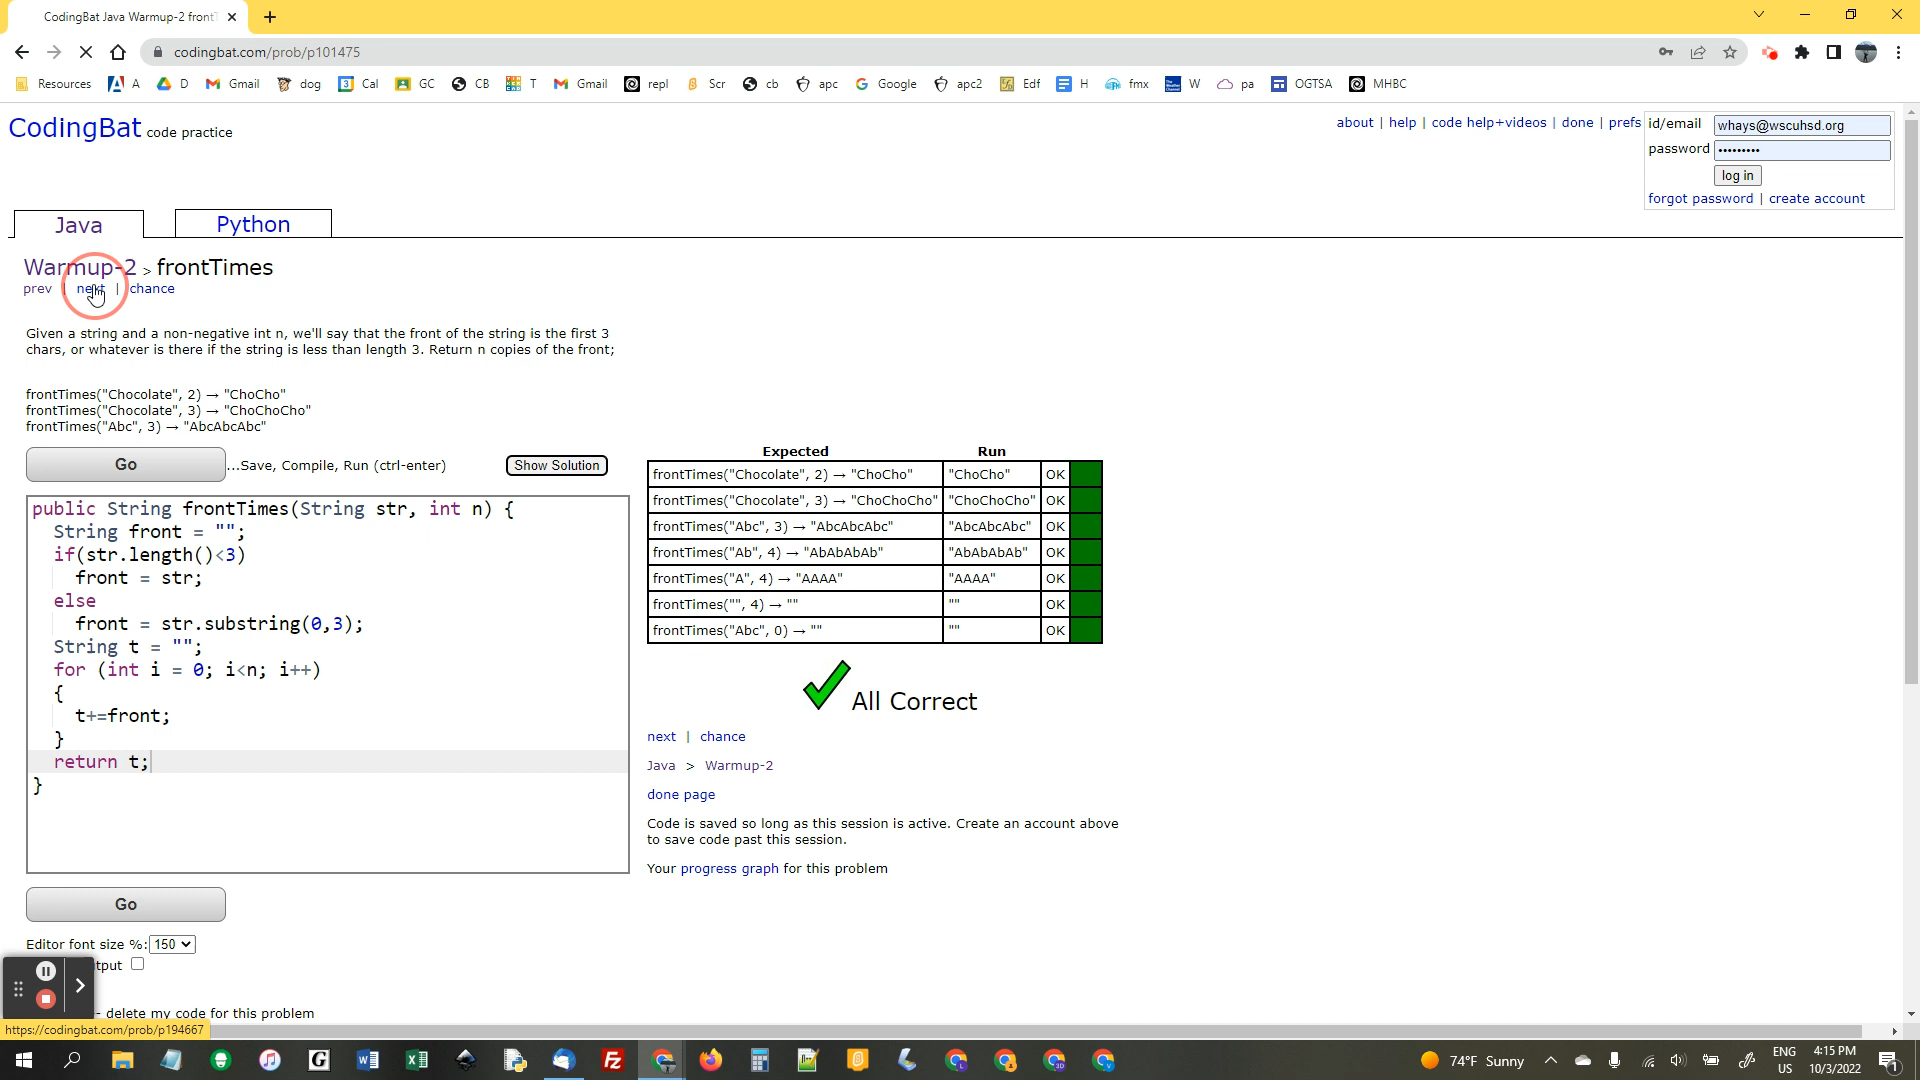 CodingBat Java Warmup-2 front
codingbat.com/prob/p101475
Resources A D Gmail dog Cal GC CB T Gmail repl Scr cb apc Google apc2 Edf H fmx W pa OGTSA MHBC
CodingBat code practice
about | help | code help+videos | done | prefs
id/email whays@wscuhsd.org
password •••••••••
log in
forgot password | create account
Java Python
Warmup-2 > frontTimes
prev | next | chance
Given a string and a non-negative int n, we'll say that the front of the string is the first 3
chars, or whatever is there if the string is less than length 3. Return n copies of the front;
frontTimes("Chocolate", 2) → "ChoCho"
frontTimes("Chocolate", 3) → "ChoChoCho"
frontTimes("Abc", 3) → "AbcAbcAbc"
Go ...Save, Compile, Run (ctrl-enter) Show Solution
public String frontTimes(String str, int n) {
String front = "";
if(str.length()<3)
front = str;
else
front = str.substring(0,3);
String t = "";
for (int i = 0; i<n; i++)
{
t+=front;
}
return t;
}
Expected Run
frontTimes("Chocolate", 2) → "ChoCho" "ChoCho" OK
frontTimes("Chocolate", 3) → "ChoChoCho" "ChoChoCho" OK
frontTimes("Abc", 3) → "AbcAbcAbc" "AbcAbcAbc" OK
frontTimes("Ab", 4) → "AbAbAbAb" "AbAbAbAb" OK
frontTimes("A", 4) → "AAAA" "AAAA" OK
frontTimes("", 4) → "" "" OK
frontTimes("Abc", 0) → "" "" OK
All Correct
next | chance
Java > Warmup-2
done page
Code is saved so long as this session is active. Create an account above
to save code past this session.
Your progress graph for this problem
Go
Editor font size %: 150
tput
- delete my code for this problem
https://codingbat.com/prob/p194667
74°F Sunny
ENG
US
4:15 PM
10/3/2022